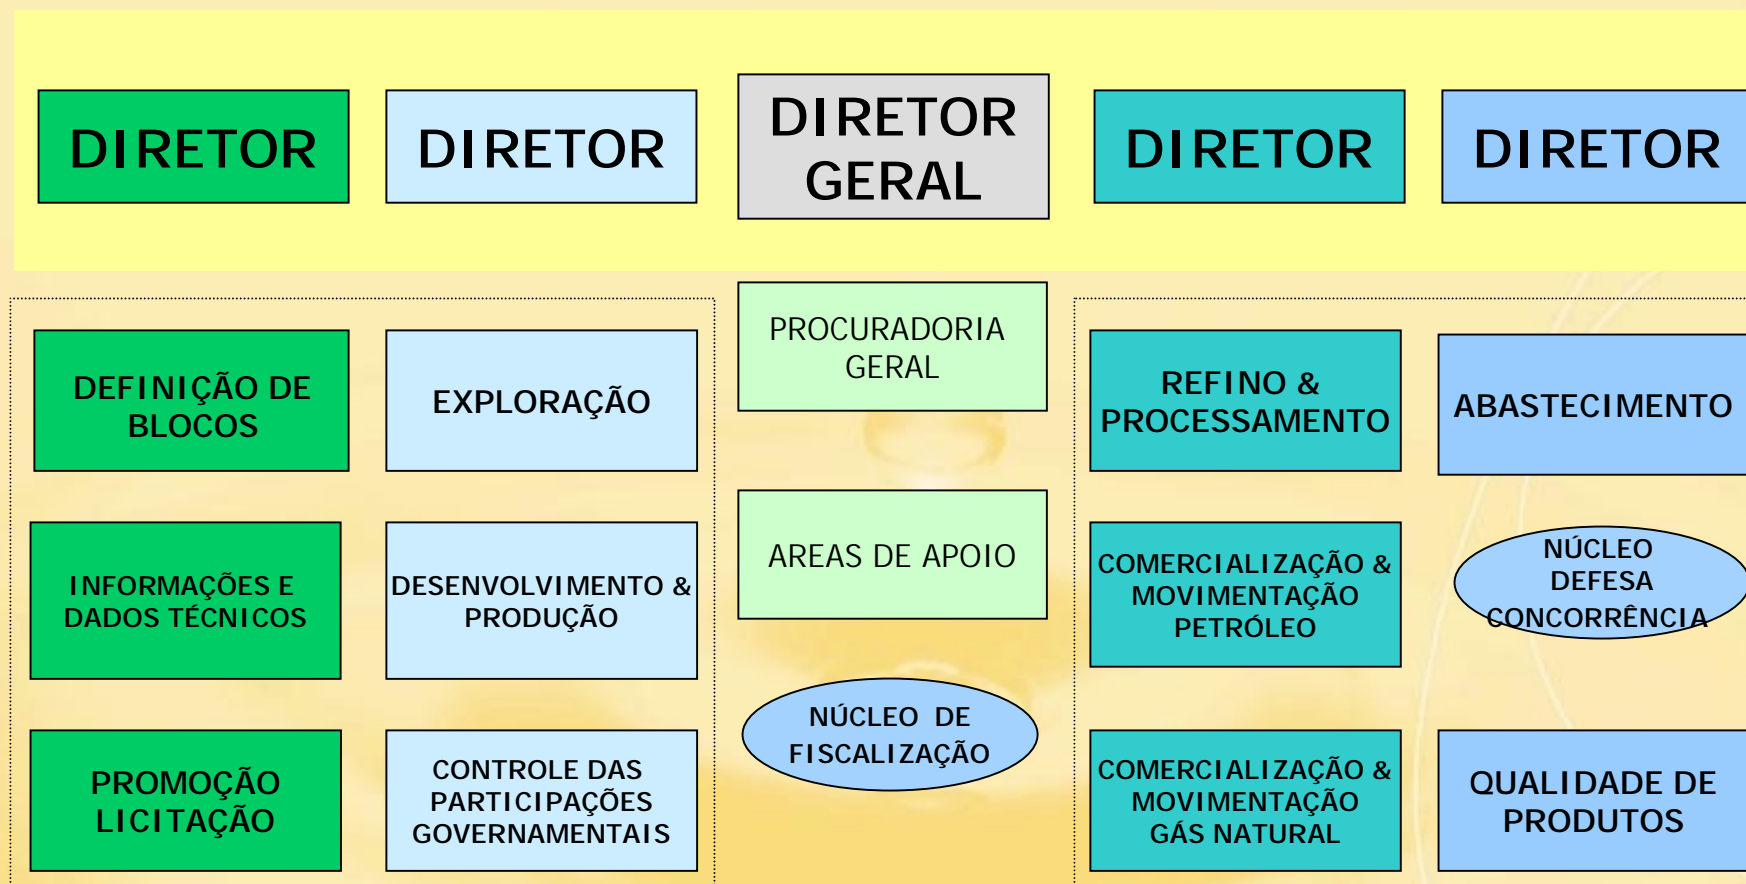 DIRETOR
DIRETOR
DIRETOR
GERAL
DIRETOR
DIRETOR
DEFINIÇÃO DE
BLOCOS
EXPLORAÇÃO
PROCURADORIA
GERAL
REFINO &
PROCESSAMENTO
ABASTECIMENTO
INFORMAÇÕES E
DADOS TÉCNICOS
DESENVOLVIMENTO &
PRODUÇÃO
AREAS DE APOIO
COMERCIALIZAÇÃO &
MOVIMENTAÇÃO
PETRÓLEO
NÚCLEO
DEFESA
CONCORRÊNCIA
PROMOÇÃO
LICITAÇÃO
CONTROLE DAS
PARTICIPAÇÕES
GOVERNAMENTAIS
NÚCLEO DE
FISCALIZAÇÃO
COMERCIALIZAÇÃO &
MOVIMENTAÇÃO
GÁS NATURAL
QUALIDADE DE
PRODUTOS